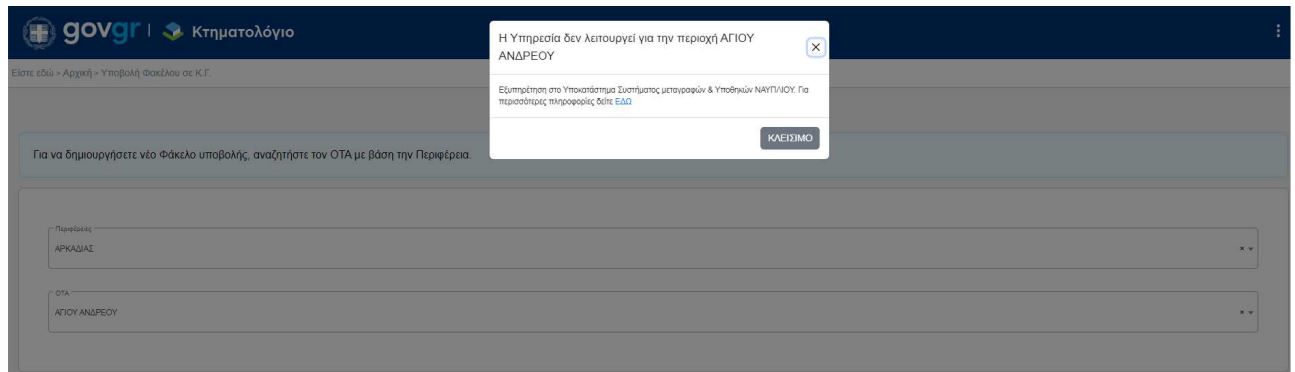 govgr | Κτηματολόγιο
Είστε εδώ > Αρχική > Υποβολή Φακέλου σε Κ.Γ.
Η Υπηρεσία δεν λειτουργεί για την περιοχή ΑΓΙΟΥ
ΑΝΔΡΕΟΥ
Εξυπηρέτηση στο Υποκατάστημα Συστήματος μεταγραφών & Υποθηκών ΝΑΥΠΛΙΟΥ. Για
περισσότερες πληροφορίες δείτε ΕΔΩ
ΚΛΕΙΣΙΜΟ
Για να δημιουργήσετε νέο Φάκελο υποβολής, αναζητήστε τον ΟΤΑ με βάση την Περιφέρεια.
Περιφέρειες
ΑΡΚΑΔΙΑΣ
ΟΤΑ
ΑΓΙΟΥ ΑΝΔΡΕΟΥ